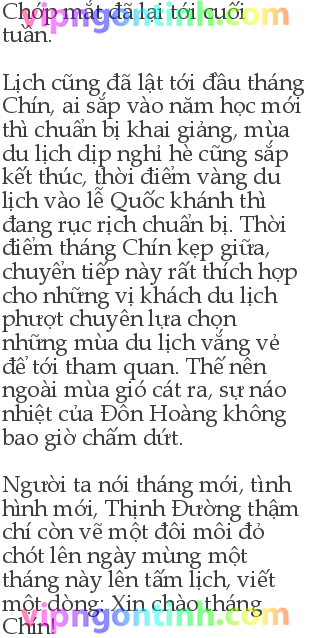 vipngontinh.com
Chớp mắt đã lại tới cuối
tuần.
Lịch cũng đã lật tới đầu tháng
Chín, ai sắp vào năm học mới
thì chuẩn bị khai giảng, mùa
du lịch dịp nghỉ hè cũng sắp
kết thúc, thời điểm vàng du
lịch vào lễ Quốc khánh thì
đang rục rịch chuẩn bị. Thời
điểm tháng Chín kẹp giữa,
chuyển tiếp này rất thích hợp
cho những vị khách du lịch
phượt chuyên lựa chọn
những mùa du lịch vắng vẻ
để tới tham quan. Thế nên
ngoài mùa gió cát ra, sự náo
nhiệt của Đôn Hoàng không
bao giờ chấm dứt.
Người ta nói tháng mới, tình
hình mới, Thịnh Đường thậm
chí còn vẽ một đôi môi đỏ
chót lên ngày mùng một
tháng này lên tấm lịch, viết
một dòng: Xin chào tháng
Chín!
vipngontinh.com